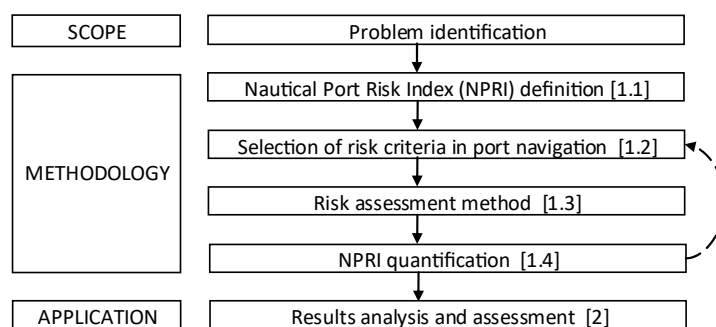 SCOPE
Problem identification
METHODOLOGY
Nautical Port Risk Index (NPRI) definition [1.1]
Selection of risk criteria in port navigation [1.2]
Risk assessment method [1.3]
NPRI quantification [1.4]
APPLICATION
Results analysis and assessment [2]